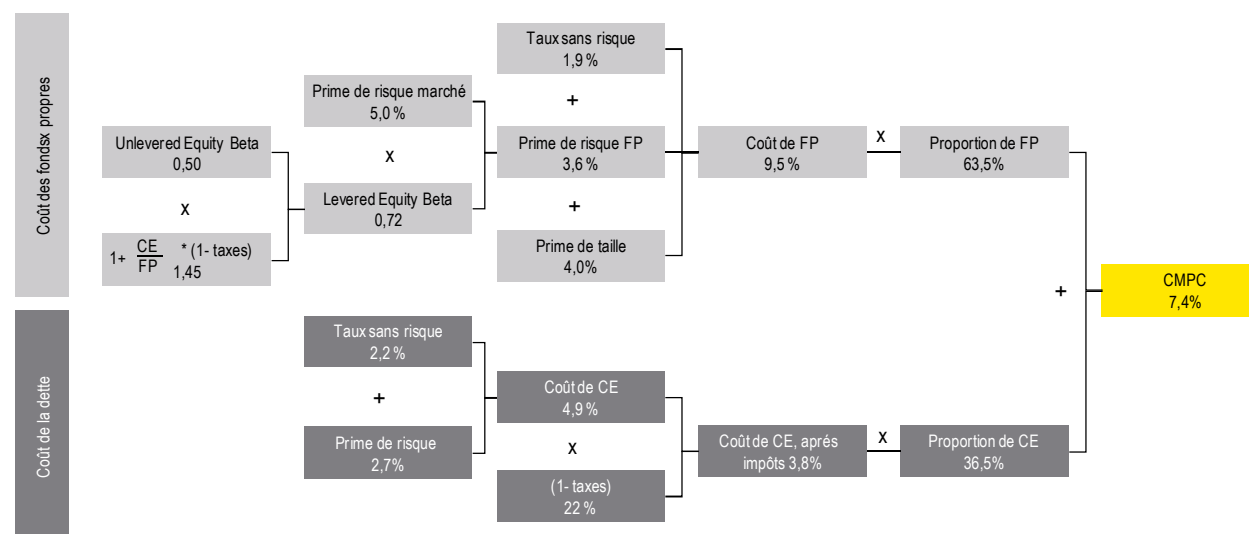 Coût des fondsx propres
Unlevered Equity Beta
0,50
x
1+ CE/FP * (1- taxes)
1,45
Prime de risque marché
5,0 %
x
Levered Equity Beta
0,72
Taux sans risque
1,9 %
+
Prime de risque FP
3,6 %
+
Prime de taille
4,0%
Coût de FP
9,5 %
x
Proportion de FP
63,5%
+
CMPC
7,4%
Coût de la dette
Taux sans risque
2,2 %
+
Prime de risque
2,7%
Coût de CE
4,9 %
x
(1- taxes)
22 %
Coût de CE, aprés
impôts 3,8%
x
Proportion de CE
36,5%